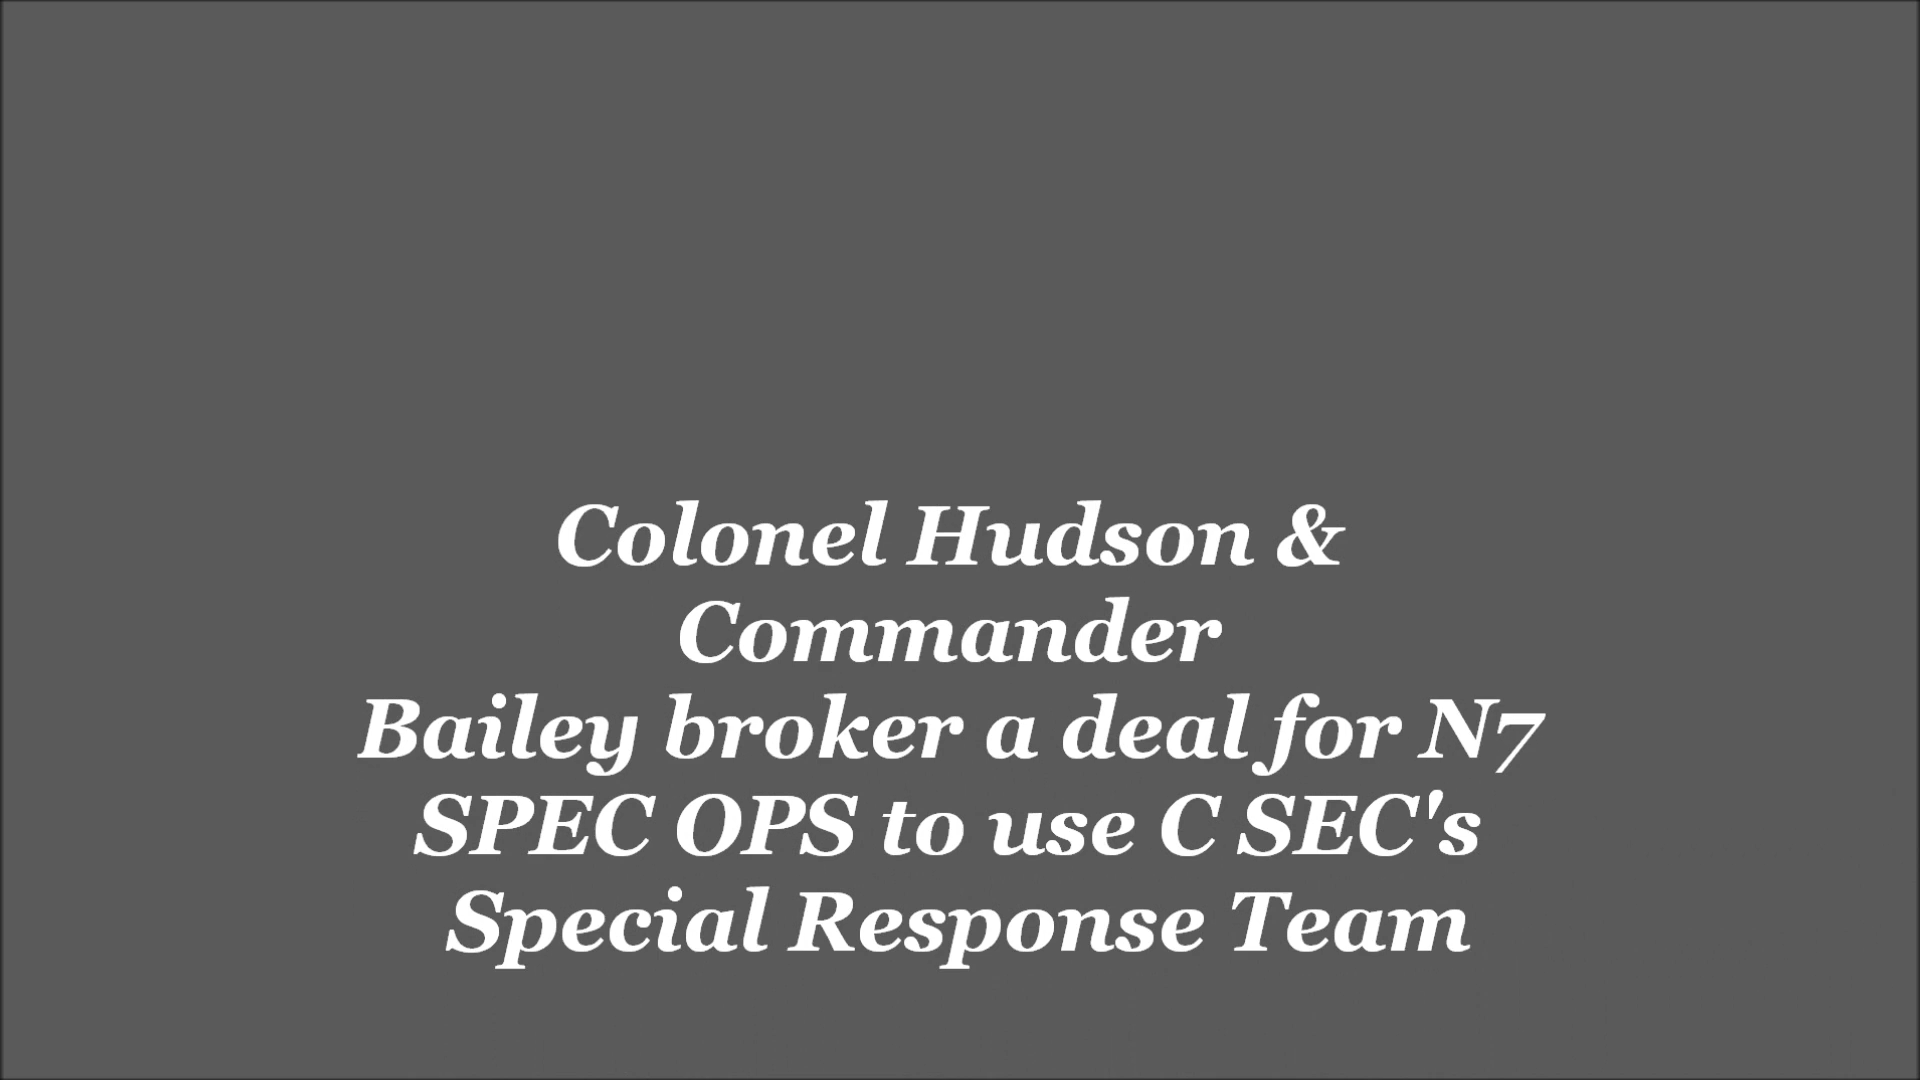 Colonel Hudson &
Commander
Bailey broker a deal for N7
SPEC OPS to use C SEC's
Special Response Team